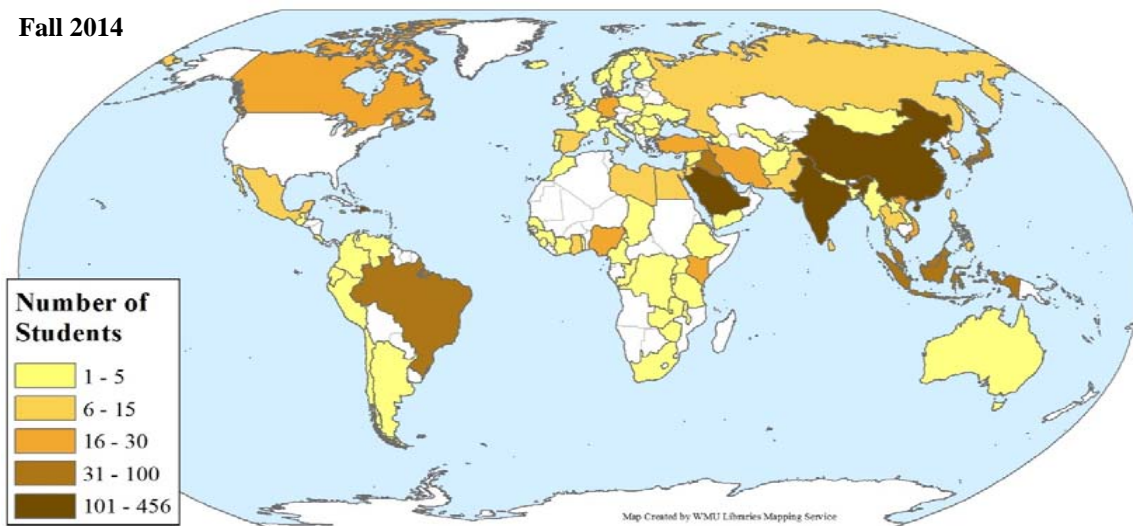 Fall 2014
Number of
Students
1 - 5
6 - 15
16 - 30
31 - 100
101 - 456
Map Created by WMU Libraries Mapping Service